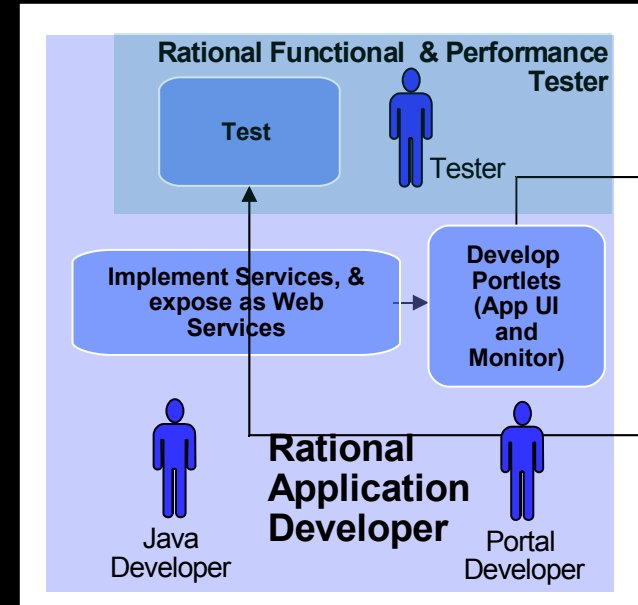 Rational Functional & Performance
Tester
Test
Tester
Implement Services, &
expose as Web
Services
Develop
Portlets
(App UI
and
Monitor)
Rational
Application
Developer
Java
Developer
Portal
Developer